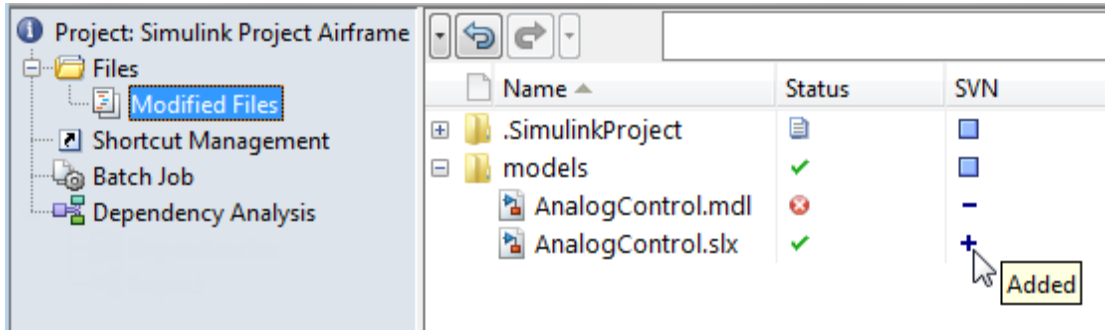 Project: Simulink Project Airframe
Files
Modified Files
Shortcut Management
Batch Job
Dependency Analysis
Name Status SVN
.SimulinkProject
models
AnalogControl.mdl
AnalogControl.slx
Added